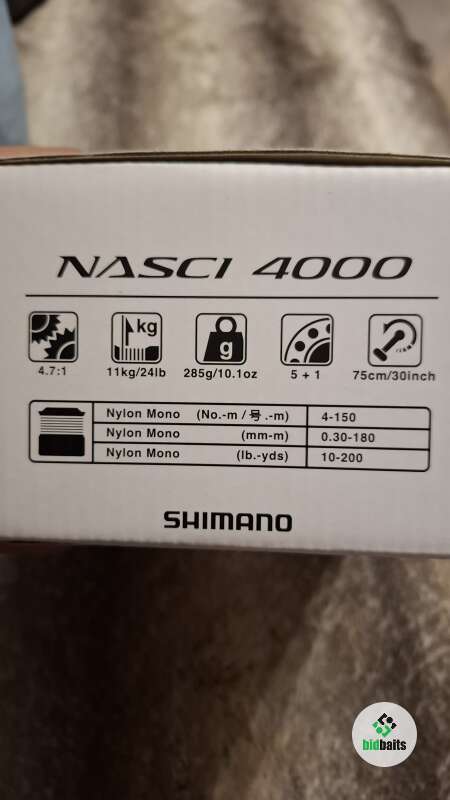 NASCI 4000
kg
g
4.7:1 11kg/24lb 285g/10.1oz 5 + 1 75cm/30inch
Nylon Mono (No.-m / 号.-m) 4-150
Nylon Mono (mm-m) 0.30-180
Nylon Mono (lb.-yds) 10-200
SHIMANO
bidbaits